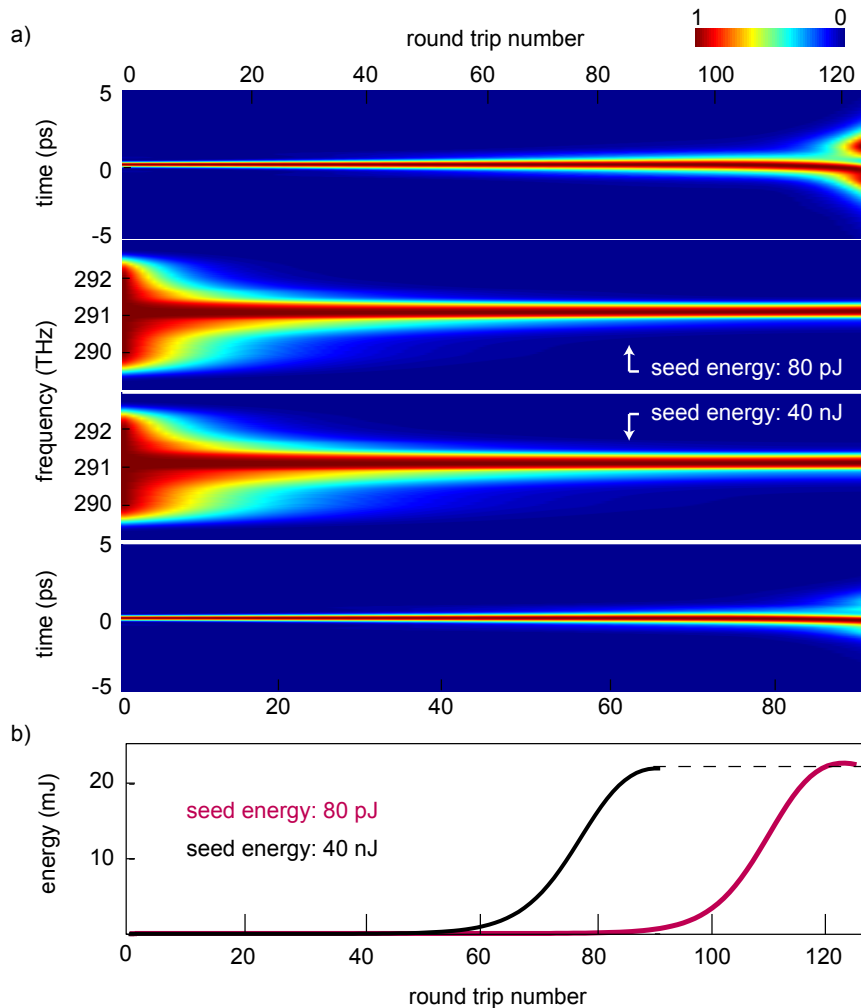 a)
1 0
round trip number
0 20 40 60 80 100 120
time (ps)
5
0
-5
frequency (THz)
292
291
290
seed energy: 80 pJ
seed energy: 40 nJ
292
291
290
time (ps)
5
0
-5
0 20 40 60 80
b)
energy (mJ)
20
10
seed energy: 80 pJ
seed energy: 40 nJ
0 20 40 60 80 100 120
round trip number